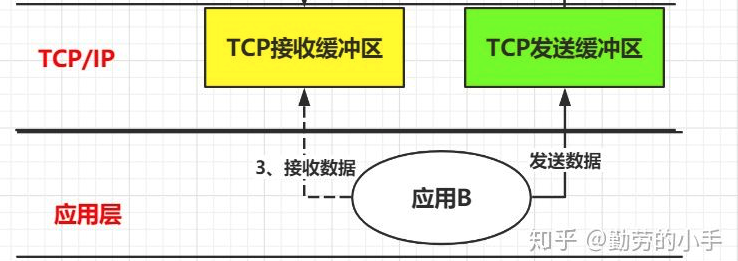 TCP/IP
TCP接收缓冲区
TCP发送缓冲区
3、接收数据
发送数据
应用B
应用层
知乎 @勤劳的小手